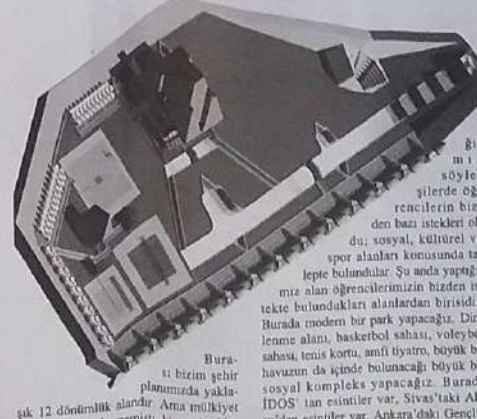 ğı
m ı
söyle
şilerde öğ
rencilerin biz
den bazı istekleri ol
du; sosyal, kültürel v
spor alanları konusunda ta
lepte bulundular. Şu anda yaptığı
mız alan öğrencilerimizin bizden is
tekte bulundukları alanlardan birisidi
Burada modern bir park yapacağız. Din
lenme alanı, basketbol sahası, voleybo
sahası, tenis kortu, amfi tiyatro, büyük b
havuzun da içinde bulunacağı büyük b
sosyal kompleks yapacağız. Burad
İDOS' tan esintiler var, Sivas'taki Al
esintiler var, Ankara'daki Gençl
Bura-
sı bizim şehir
planımızda yakla-
şık 12 dönümlük alandır. Ama mülkiyet